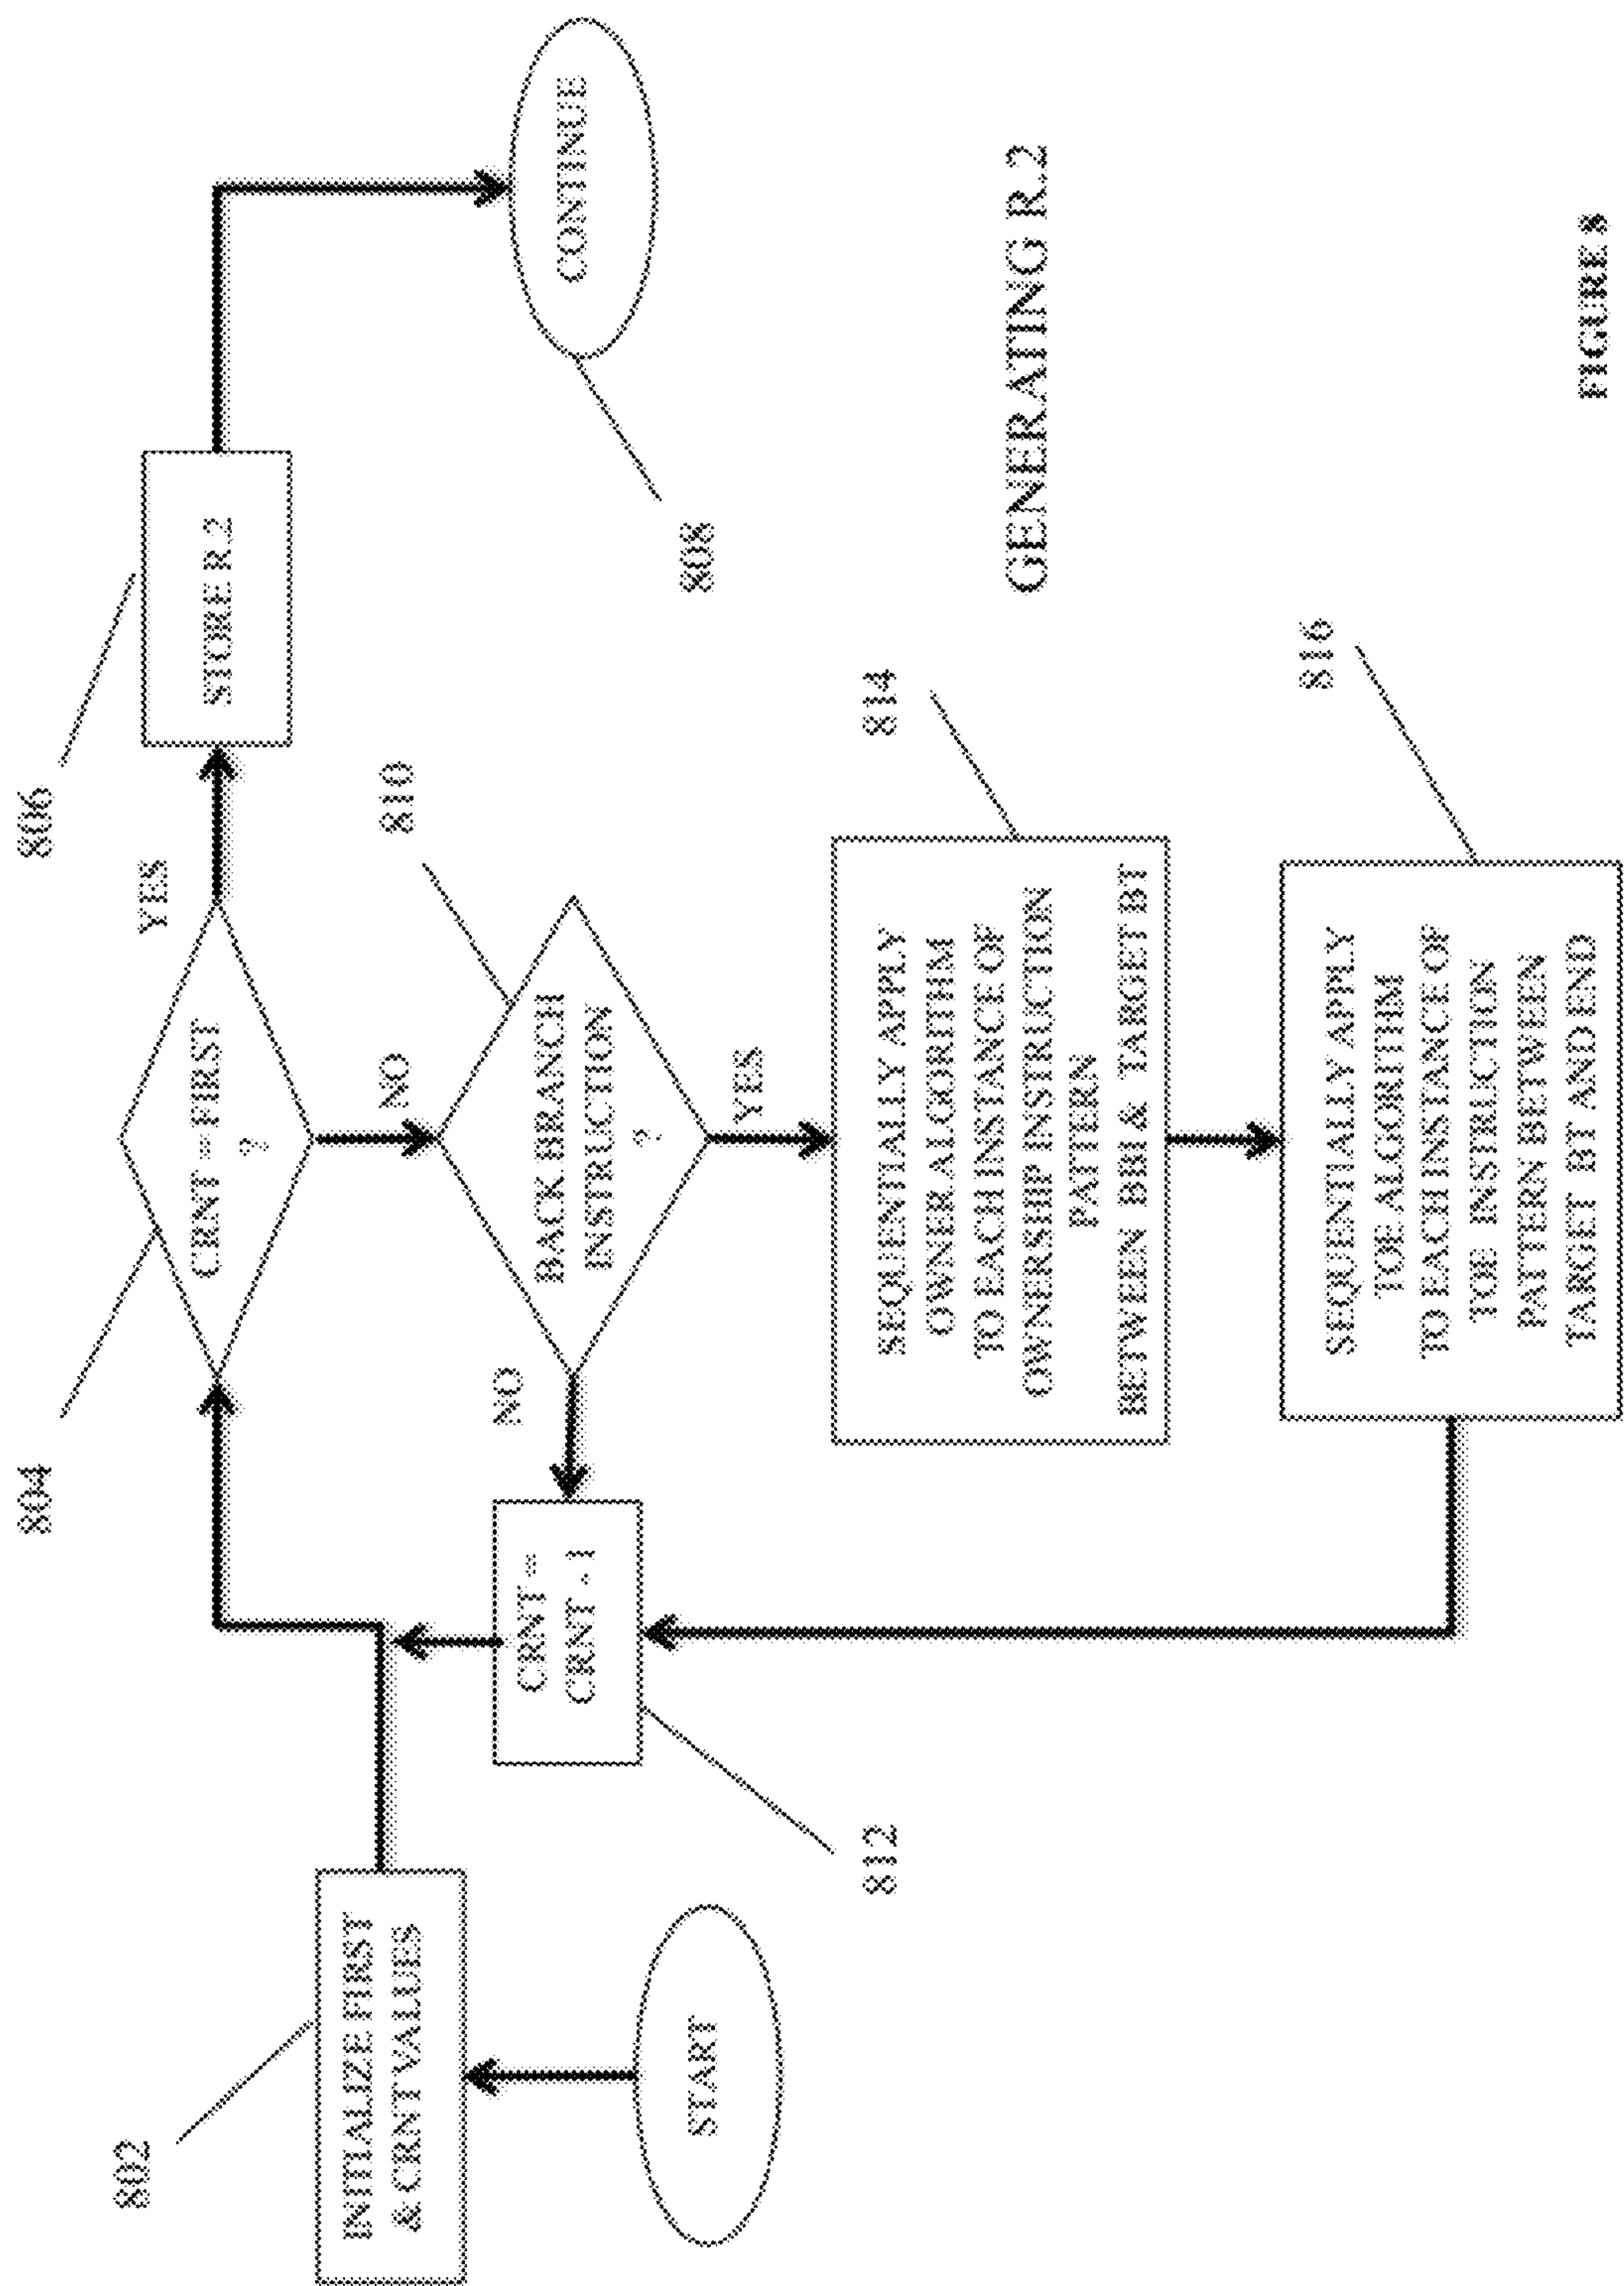 802
INITIALIZE FIRST
& CRNT VALUES
START
804
CRNT = FIRST
?
YES
806
STORE R.2
CONTINUE
808
NO
810
BACK BRANCH
INSTRUCTION
?
NO
CRNT =
CRNT - 1
812
YES
814
SEQUENTIALLY APPLY
OWNER ALGORITHM
TO EACH INSTANCE OF
OWNERSHIP INSTRUCTION
PATTERN
BETWEEN BBI & TARGET BT
816
SEQUENTIALLY APPLY
TOE ALGORITHM
TO EACH INSTANCE OF
TOE INSTRUCTION
PATTERN BETWEEN
TARGET BT AND END
GENERATING R.2
FIGURE 8